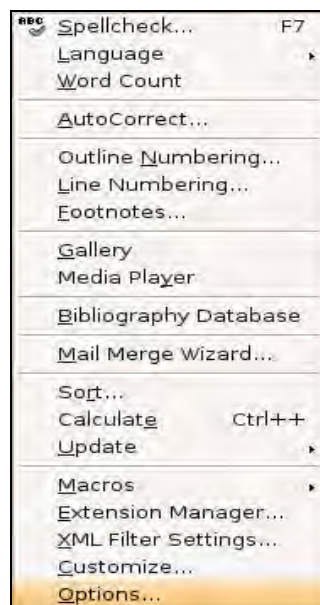 ABC Spellcheck... F7
Language
Word Count
AutoCorrect...
Outline Numbering...
Line Numbering...
Footnotes...
Gallery
Media Player
Bibliography Database
Mail Merge Wizard...
Sort...
Calculate Ctrl++
Update
Macros
Extension Manager...
XML Filter Settings...
Customize...
Options...